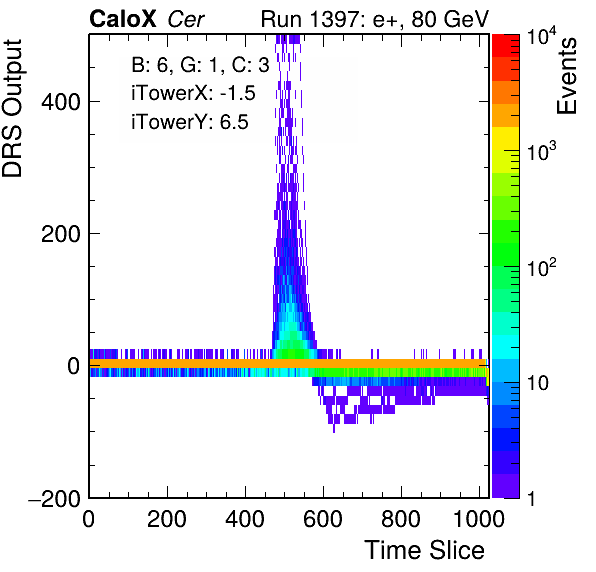 CaloX Cer Run 1397: e+, 80 GeV
B: 6, G: 1, C: 3
iTowerX: -1.5
iTowerY: 6.5
DRS Output
400
200
0
−200
0 200 400 600 800 1000
Time Slice
Events
10^4
10^3
10^2
10
1